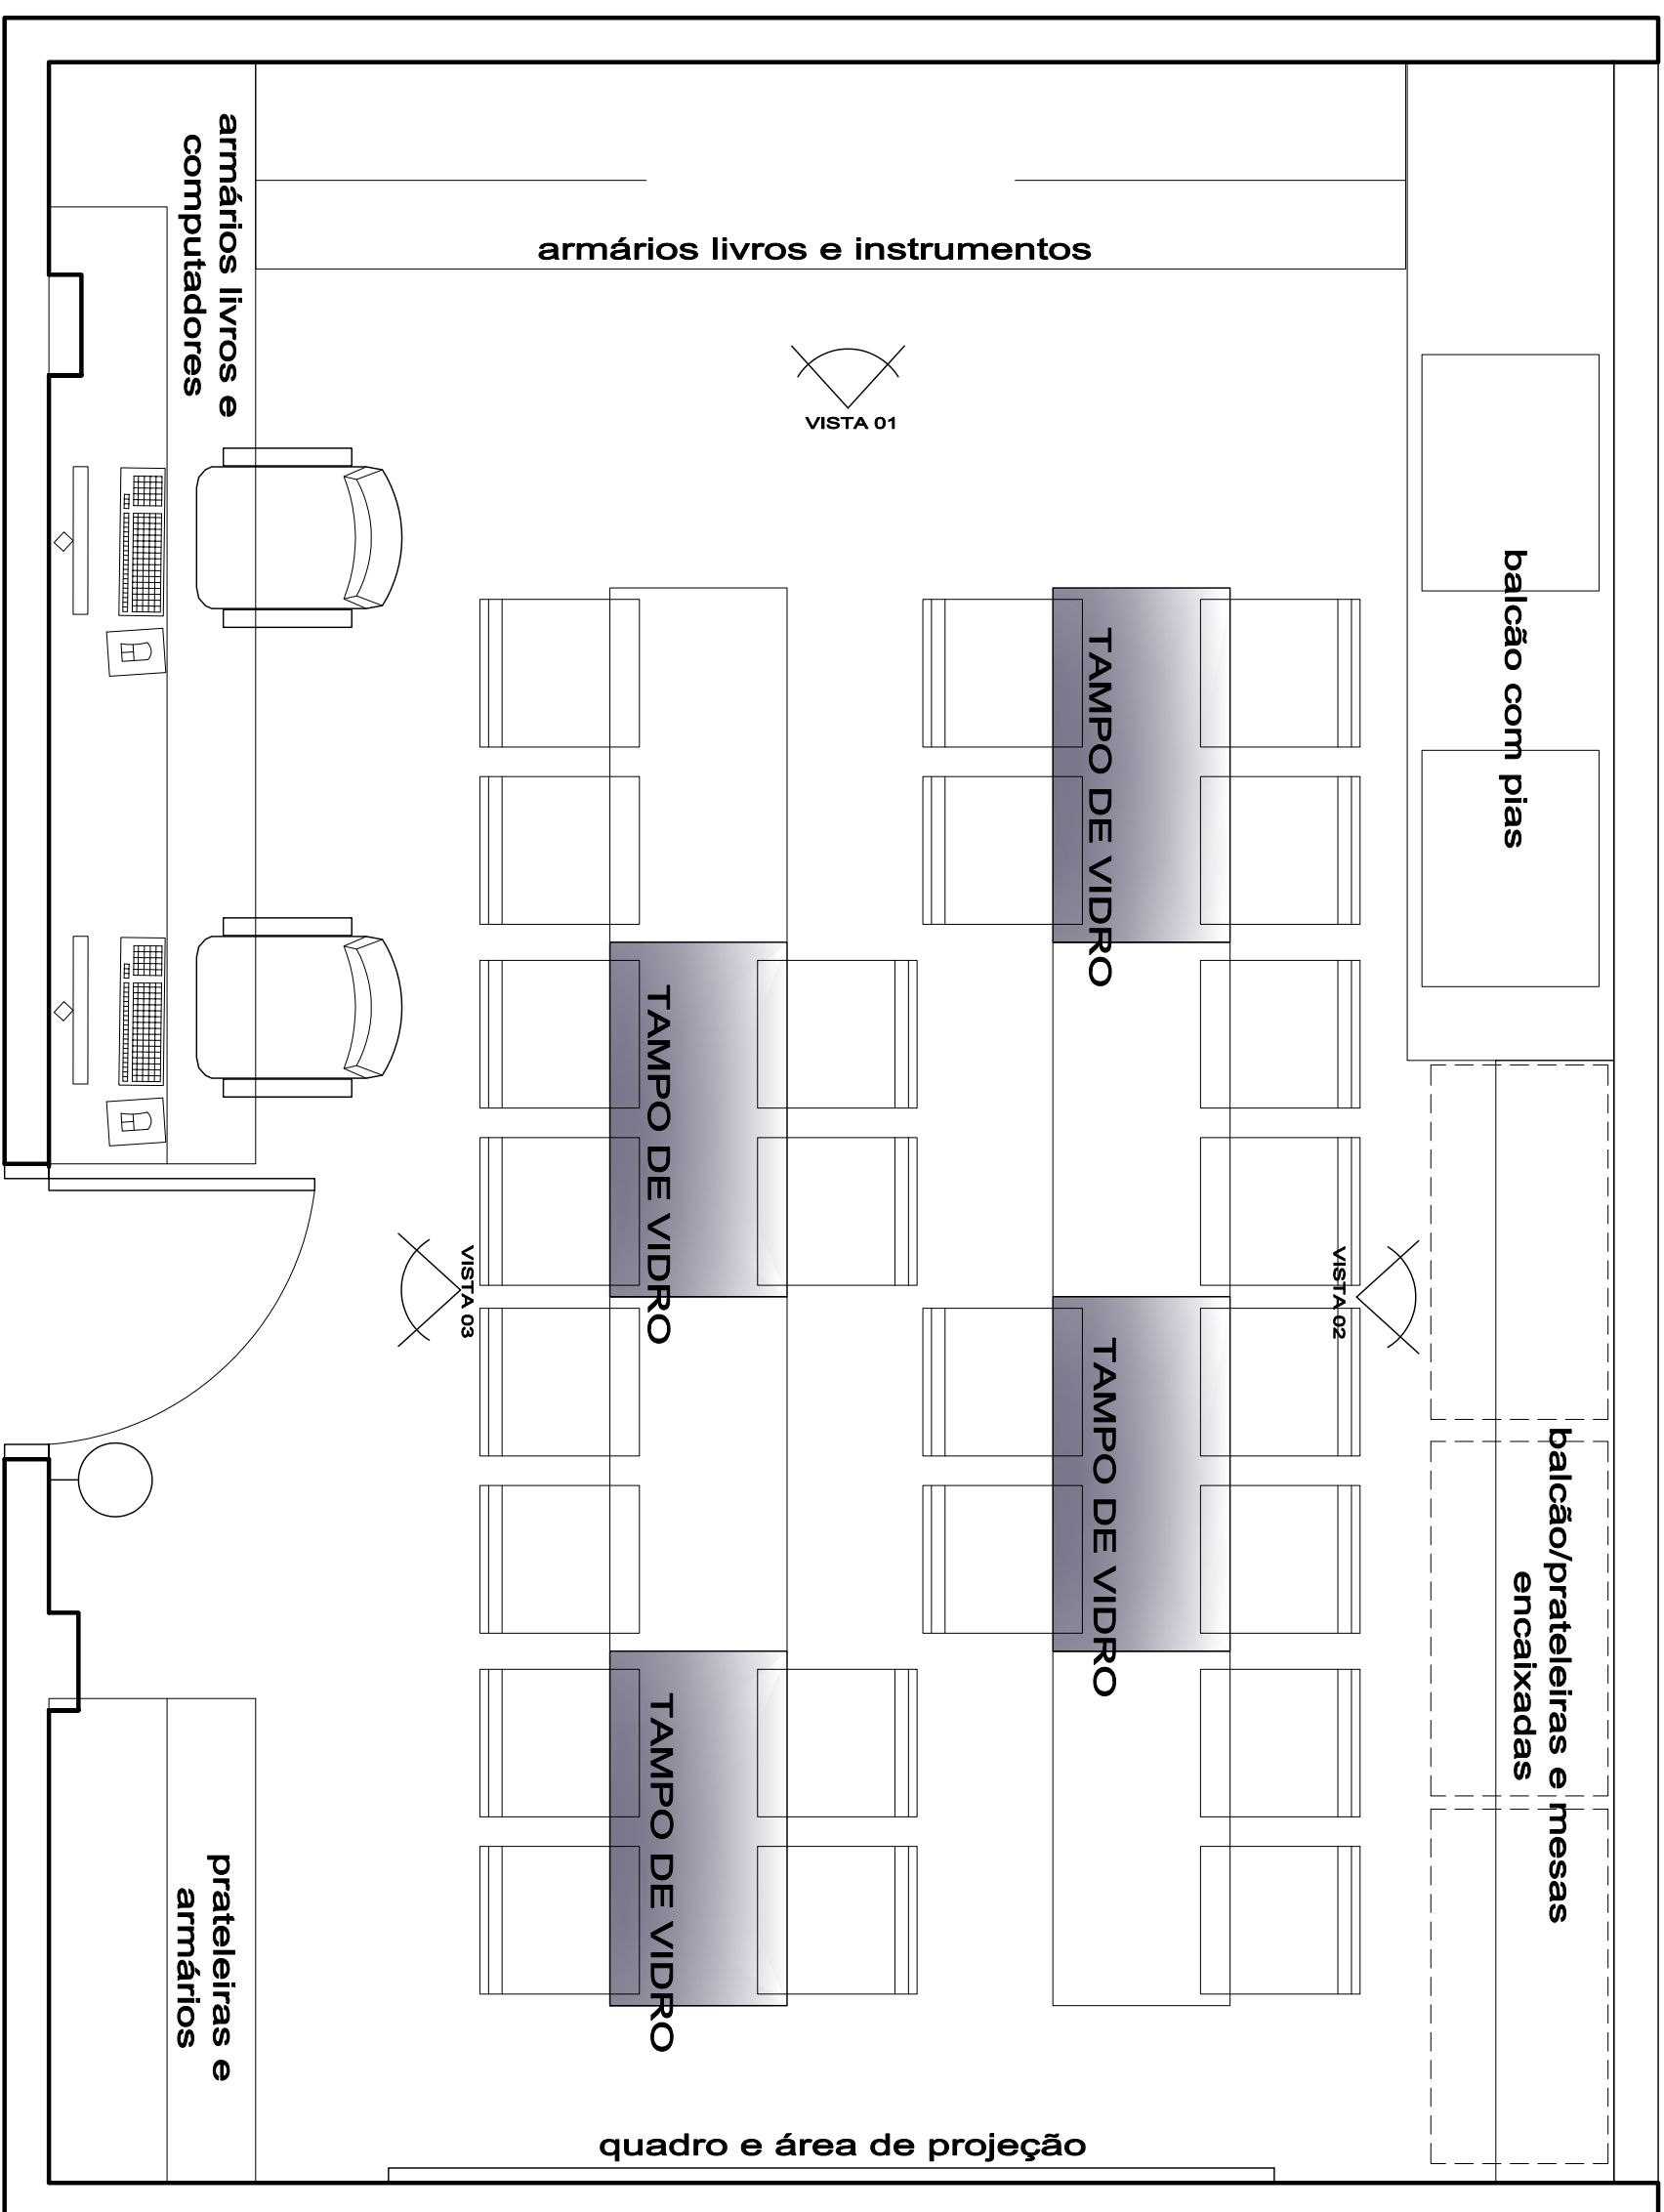 armários livros e
computadores
armários livros e instrumentos
VISTA 01
balcão com pias
TAMPO DE VIDRO
TAMPO DE VIDRO
VISTA 03
VISTA 02
TAMPO DE VIDRO
balcão/prateleiras e mesas
encaixadas
TAMPO DE VIDRO
prateleiras e
armários
quadro e área de projeção